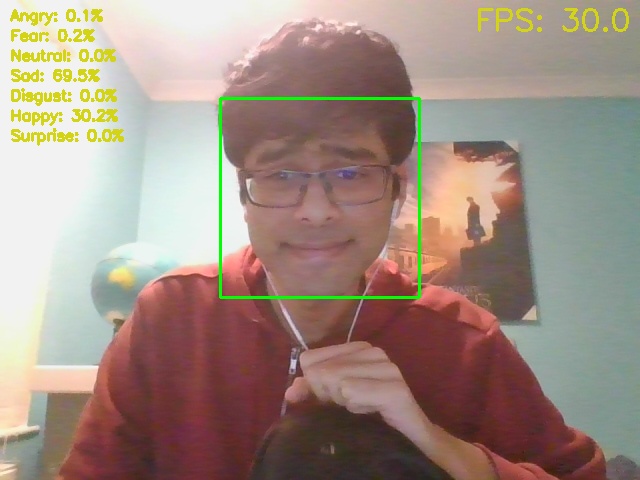 Angry: 0.1%
Fear: 0.2%
Neutral: 0.0%
Sad: 69.5%
Disgust: 0.0%
Happy: 30.2%
Surprise: 0.0%
FPS: 30.0